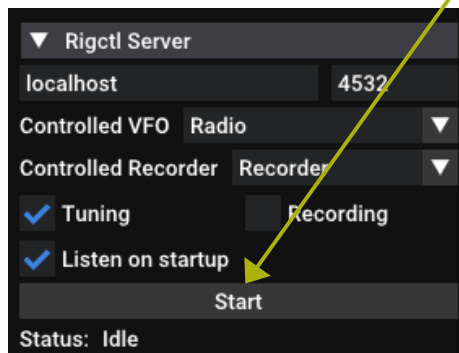 Rigctl Server
localhost 4532
Controlled VFO Radio
Controlled Recorder Recorder
Tuning Recording
Listen on startup
Start
Status: Idle